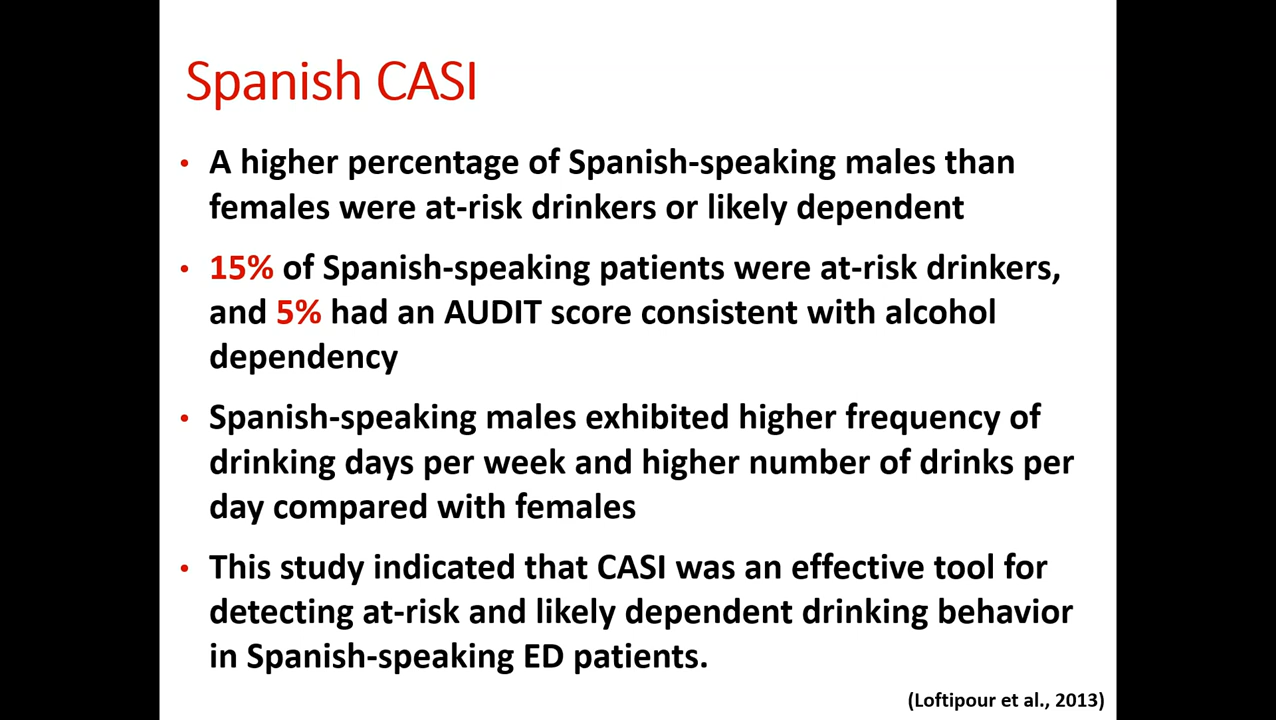 Spanish CASI
• A higher percentage of Spanish-speaking males than
females were at-risk drinkers or likely dependent
• 15% of Spanish-speaking patients were at-risk drinkers,
and 5% had an AUDIT score consistent with alcohol
dependency
• Spanish-speaking males exhibited higher frequency of
drinking days per week and higher number of drinks per
day compared with females
• This study indicated that CASI was an effective tool for
detecting at-risk and likely dependent drinking behavior
in Spanish-speaking ED patients.
(Loftipour et al., 2013)